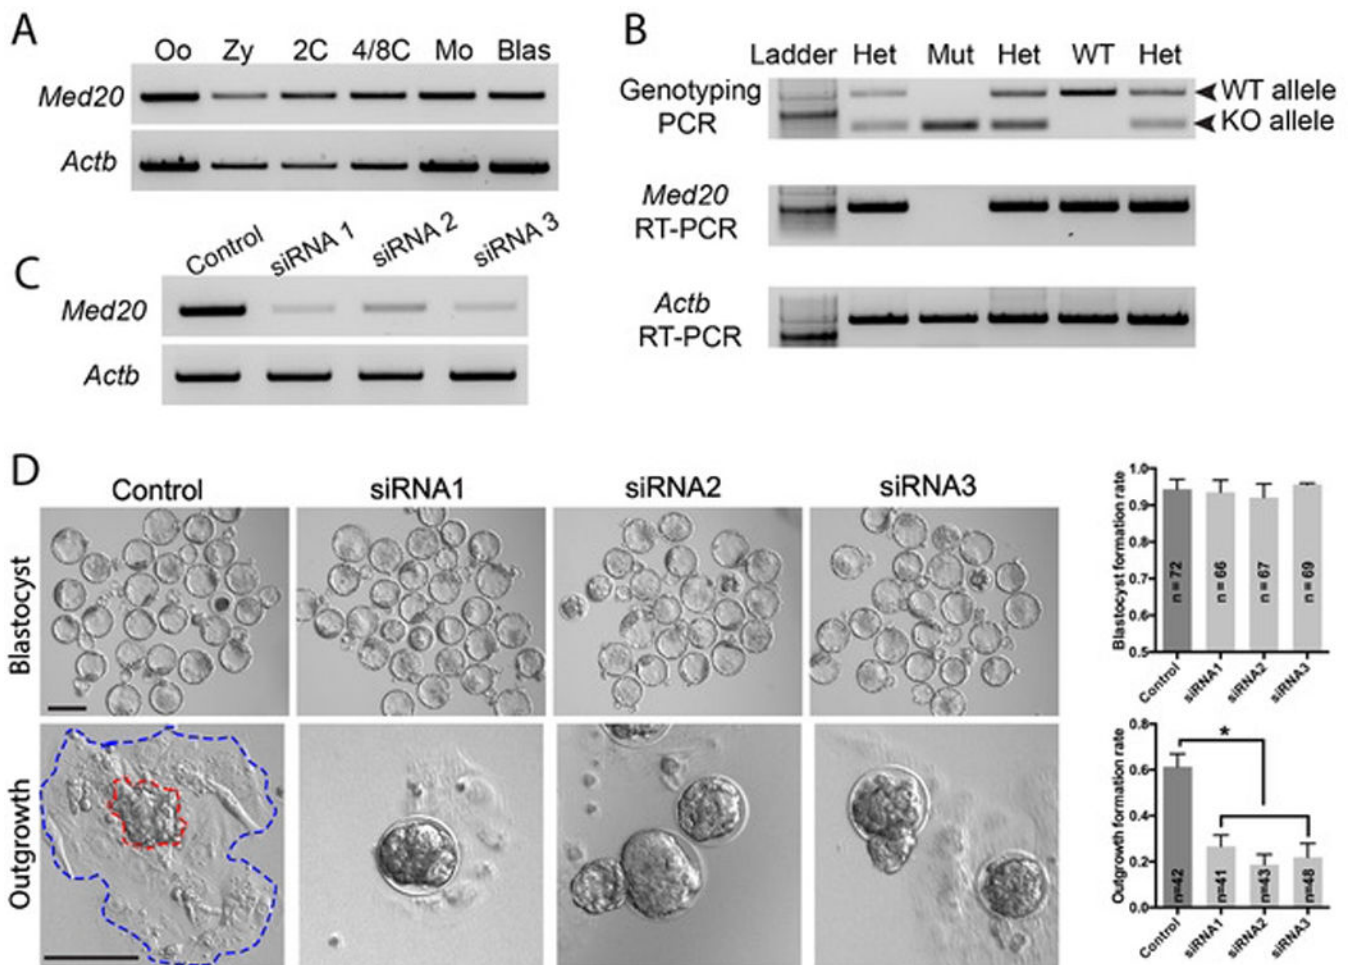 A
Oo Zy 2C 4/8C Mo Blas
Med20
Actb
B
Ladder Het Mut Het WT Het
Genotyping
PCR
WT allele
KO allele
Med20
RT-PCR
Actb
RT-PCR
C
Control siRNA 1 siRNA 2 siRNA 3
Med20
Actb
D
Control siRNA1 siRNA2 siRNA3
Blastocyst
Outgrowth
Blastocyst formation rate
1.0
0.9
0.8
0.7
0.6
0.5
n = 72 n = 66 n = 67 n = 69
Control siRNA1 siRNA2 siRNA3
Outgrowth formation rate
0.8
0.6
0.4
0.2
0.0
*
n=42 n=41 n=43 n=48
Control siRNA1 siRNA2 siRNA3